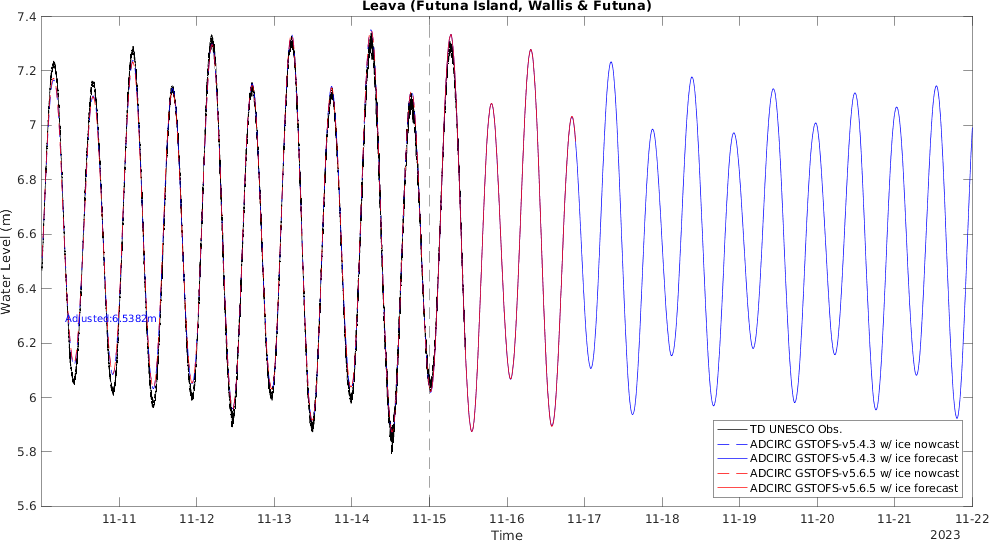 Leava (Futuna Island, Wallis & Futuna)
7.4
7.2
7
6.8
6.6
6.4
6.2
6
5.8
5.6
Water Level (m)
Adjusted:6.5382m
TD UNESCO Obs.
ADCIRC GSTOFS-v5.4.3 w/ ice nowcast
ADCIRC GSTOFS-v5.4.3 w/ ice forecast
ADCIRC GSTOFS-v5.6.5 w/ ice nowcast
ADCIRC GSTOFS-v5.6.5 w/ ice forecast
11-11 11-12 11-13 11-14 11-15 11-16 11-17 11-18 11-19 11-20 11-21 11-22
Time
2023